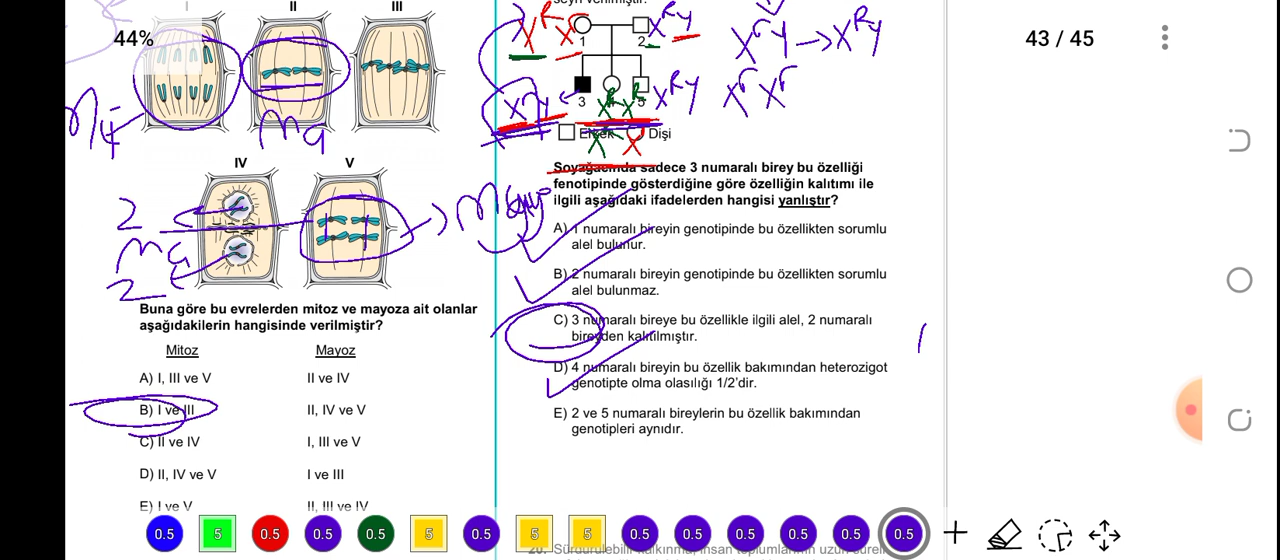 44%
43 / 45
I II III
IV V
Buna göre bu evrelerden mitoz ve mayoza ait olanlar
aşağıdakilerin hangisinde verilmiştir?
Mitoz Mayoz
A) I, III ve V II ve IV
B) I ve III II, IV ve V
C) II ve IV I, III ve V
D) II, IV ve V I ve III
E) I ve V II, III ve IV
1 2
3
Erkek Dişi
Soyağacında sadece 3 numaralı birey bu özelliği
fenotipinde gösterdiğine göre özelliğin kalıtımı ile
ilgili aşağıdaki ifadelerden hangisi yanlıştır?
A) 1 numaralı bireyin genotipinde bu özellikten sorumlu
alel bulunur.
B) 2 numaralı bireyin genotipinde bu özellikten sorumlu
alel bulunmaz.
C) 3 numaralı bireye bu özellikle ilgili alel, 2 numaralı
bireyden kalıtılmıştır.
D) 4 numaralı bireyin bu özellik bakımından heterozigot
genotipte olma olasılığı 1/2'dir.
E) 2 ve 5 numaralı bireylerin bu özellik bakımından
genotipleri aynıdır.
X^R X^r X^R y X^r y → X^R y
X^r y X^R X^R X^R y X^r X^r
2
2
0.5 5 0.5 0.5 0.5 5 0.5 5 5 0.5 0.5 0.5 0.5 0.5 0.5